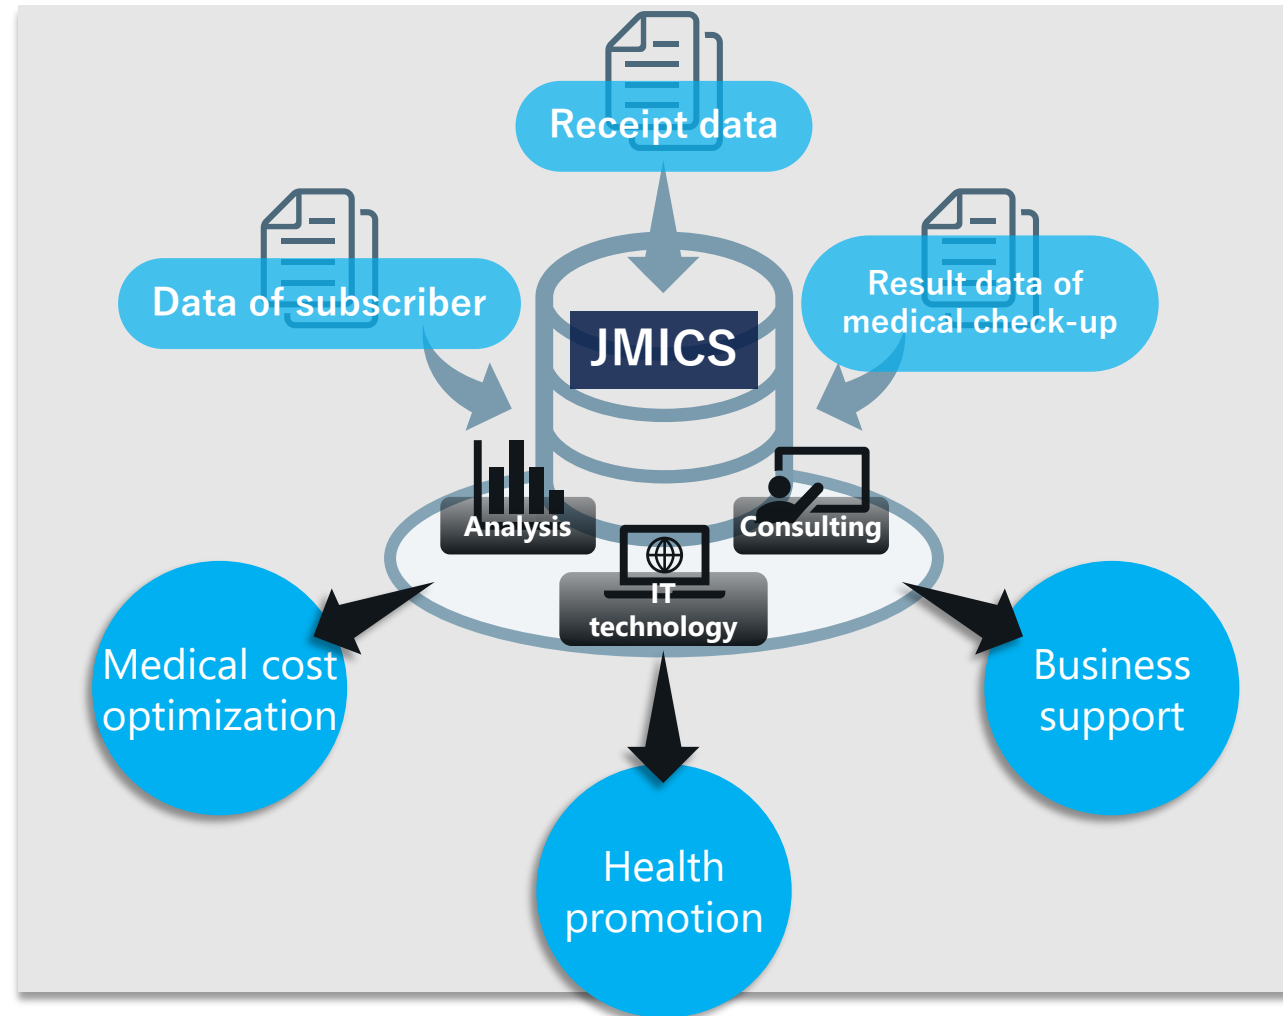 Receipt data
Data of subscriber
Result data of
medical check-up
JMICS
Analysis
Consulting
IT
technology
Medical cost
optimization
Business
support
Health
promotion